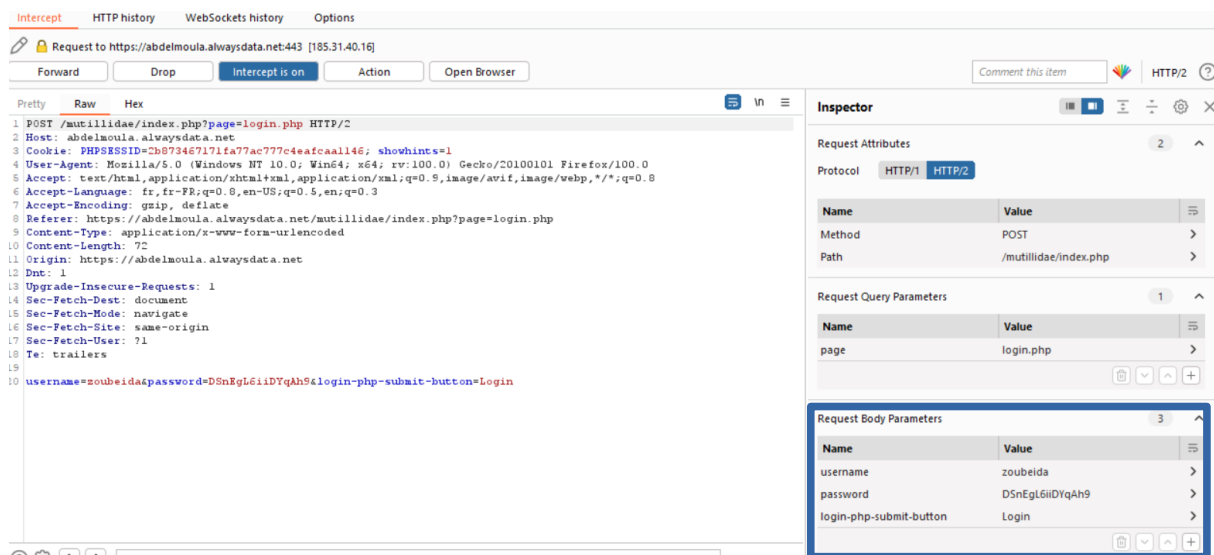 Intercept HTTP history WebSockets history Options
Request to https://abdelmoula.alwaysdata.net:443 [185.31.40.16]
Forward Drop Intercept is on Action Open Browser Comment this item HTTP/2
Pretty Raw Hex \n
1 POST /mutillidae/index.php?page=login.php HTTP/2
2 Host: abdelmoula.alwaysdata.net
3 Cookie: PHPSESSID=2b873467171fa77ac777c4eafcaa1146; showhints=1
4 User-Agent: Mozilla/5.0 (Windows NT 10.0; Win64; x64; rv:100.0) Gecko/20100101 Firefox/100.0
5 Accept: text/html,application/xhtml+xml,application/xml;q=0.9,image/avif,image/webp,*/*;q=0.8
6 Accept-Language: fr,fr-FR;q=0.8,en-US;q=0.5,en;q=0.3
7 Accept-Encoding: gzip, deflate
8 Referer: https://abdelmoula.alwaysdata.net/mutillidae/index.php?page=login.php
9 Content-Type: application/x-www-form-urlencoded
10 Content-Length: 72
11 Origin: https://abdelmoula.alwaysdata.net
12 Dnt: 1
13 Upgrade-Insecure-Requests: 1
14 Sec-Fetch-Dest: document
15 Sec-Fetch-Mode: navigate
16 Sec-Fetch-Site: same-origin
17 Sec-Fetch-User: ?1
18 Te: trailers
19
20 username=zoubeida&password=DSnEgL6iiDYqAh9&login-php-submit-button=Login
Inspector
Request Attributes 2
Protocol HTTP/1 HTTP/2
Name Value
Method POST
Path /mutillidae/index.php
Request Query Parameters 1
Name Value
page login.php
Request Body Parameters 3
Name Value
username zoubeida
password DSnEgL6iiDYqAh9
login-php-submit-button Login